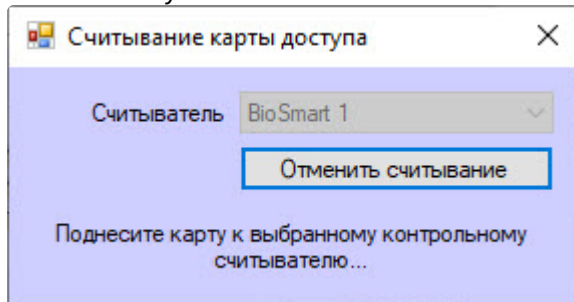 Считывание карты доступа
Считыватель BioSmart 1
Отменить считывание
Поднесите карту к выбранному контрольному
считывателю...